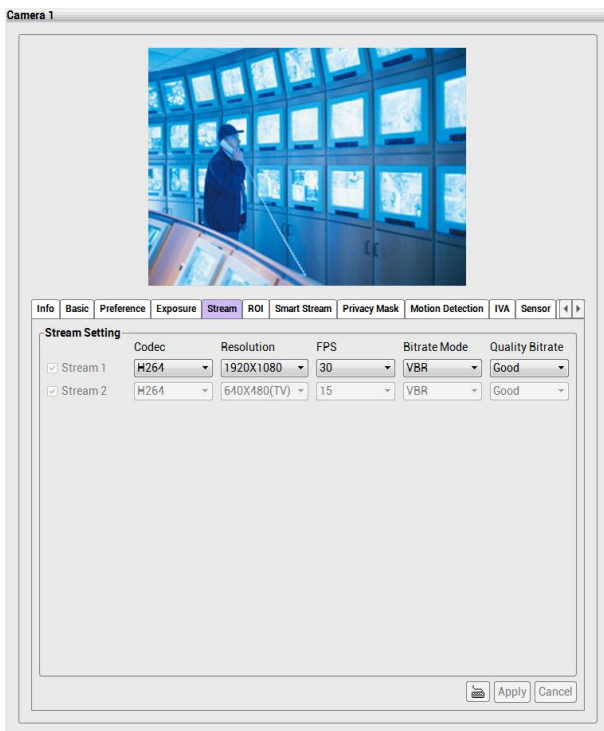 Camera 1
Info Basic Preference Exposure Stream ROI Smart Stream Privacy Mask Motion Detection IVA Sensor
Stream Setting
Codec Resolution FPS Bitrate Mode Quality Bitrate
Stream 1 H264 1920X1080 30 VBR Good
Stream 2 H264 640X480(TV) 15 VBR Good
Apply Cancel